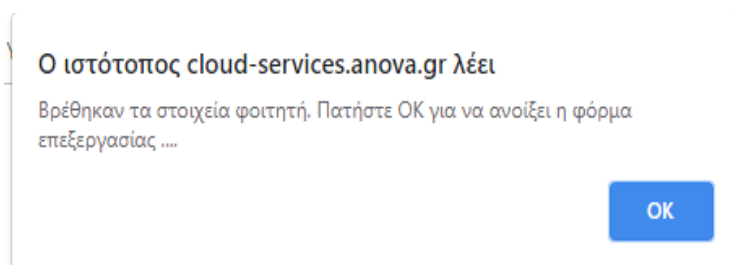 Ο ιστότοπος cloud-services.anova.gr λέει
Βρέθηκαν τα στοιχεία φοιτητή. Πατήστε ΟΚ για να ανοίξει η φόρμα
επεξεργασίας ....
OK